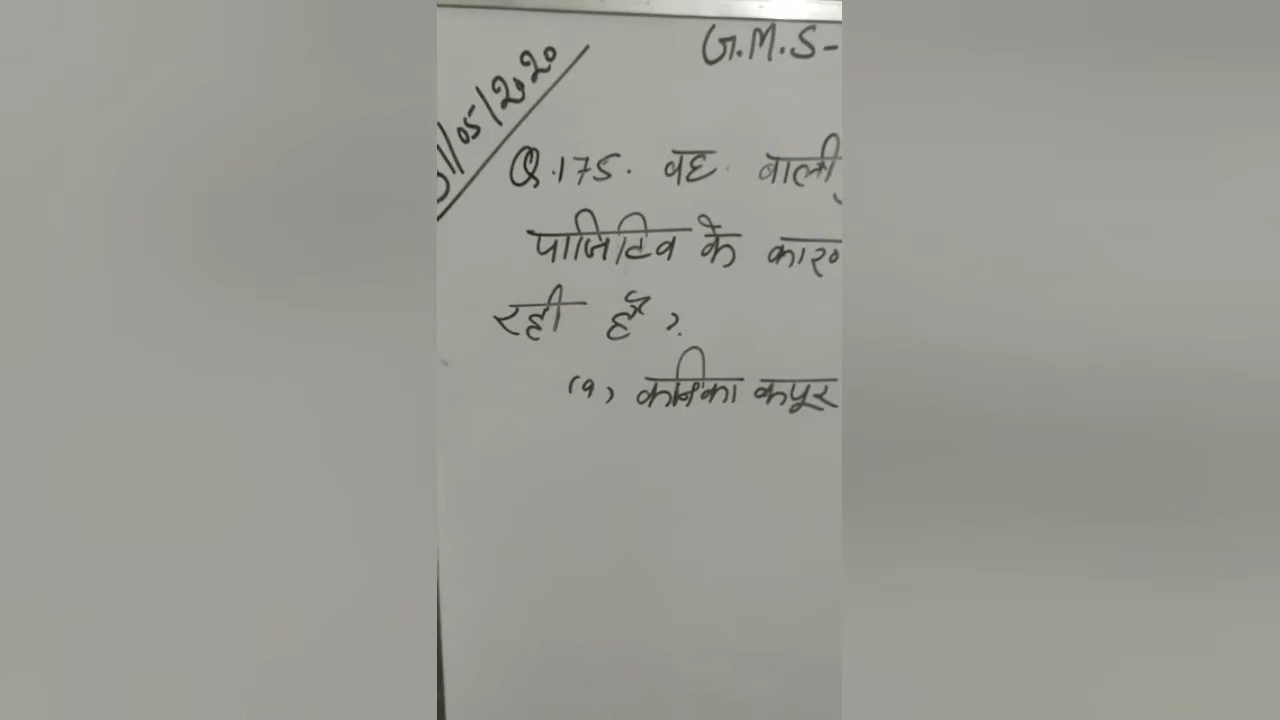 G.M.S-
1/05/2020
Q.175. वह वाली
पाजिटिव के कार
रही हैं ?
(a) कनिका कपूर